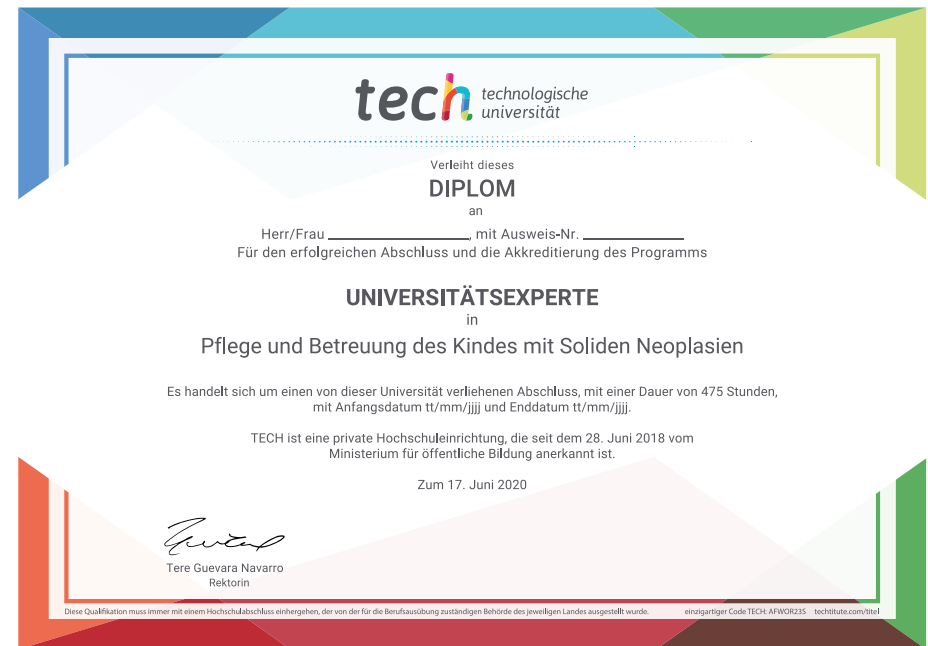 tech technologische
universität
Verleiht dieses
DIPLOM
an
Herr/Frau ____________________, mit Ausweis-Nr. ______________
Für den erfolgreichen Abschluss und die Akkreditierung des Programms
UNIVERSITÄTSEXPERTE
in
Pflege und Betreuung des Kindes mit Soliden Neoplasien
Es handelt sich um einen von dieser Universität verliehenen Abschluss, mit einer Dauer von 475 Stunden,
mit Anfangsdatum tt/mm/jjjj und Enddatum tt/mm/jjjj.
TECH ist eine private Hochschuleinrichtung, die seit dem 28. Juni 2018 vom
Ministerium für öffentliche Bildung anerkannt ist.
Zum 17. Juni 2020
Tere Guevara Navarro
Rektorin
Diese Qualifikation muss immer mit einem Hochschulabschluss einhergehen, der von der für die Berufsausübung zuständigen Behörde des jeweiligen Landes ausgestellt wurde. einzigartiger Code TECH: AFWOR23S techtitute.com/titel